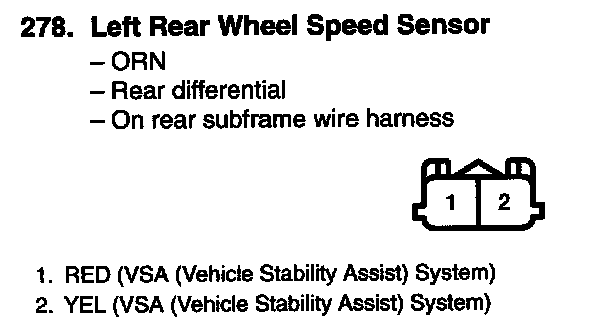 278. Left Rear Wheel Speed Sensor
– ORN
– Rear differential
– On rear subframe wire harness
1 2
1. RED (VSA (Vehicle Stability Assist) System)
2. YEL (VSA (Vehicle Stability Assist) System)